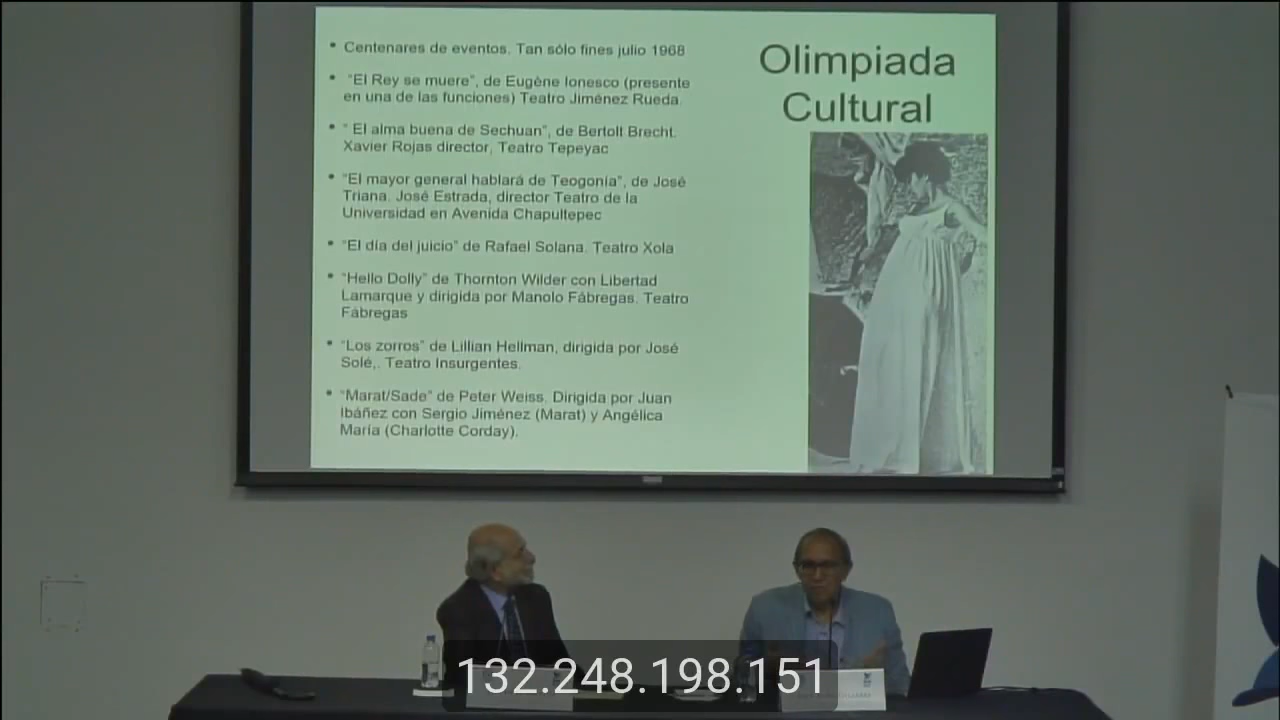 • Centenares de eventos. Tan sólo fines julio 1968
• "El Rey se muere", de Eugène Ionesco (presente
en una de las funciones) Teatro Jiménez Rueda.
• " El alma buena de Sechuan", de Bertolt Brecht.
Xavier Rojas director, Teatro Tepeyac
• "El mayor general hablará de Teogonía", de José
Triana. José Estrada, director Teatro de la
Universidad en Avenida Chapultepec
• "El día del juicio" de Rafael Solana. Teatro Xola
• "Hello Dolly" de Thornton Wilder con Libertad
Lamarque y dirigida por Manolo Fábregas. Teatro
Fábregas
• "Los zorros" de Lillian Hellman, dirigida por José
Solé,. Teatro Insurgentes.
• "Marat/Sade" de Peter Weiss. Dirigida por Juan
Ibáñez con Sergio Jiménez (Marat) y Angélica
María (Charlotte Corday).
Olimpiada
Cultural
132.248.198.151